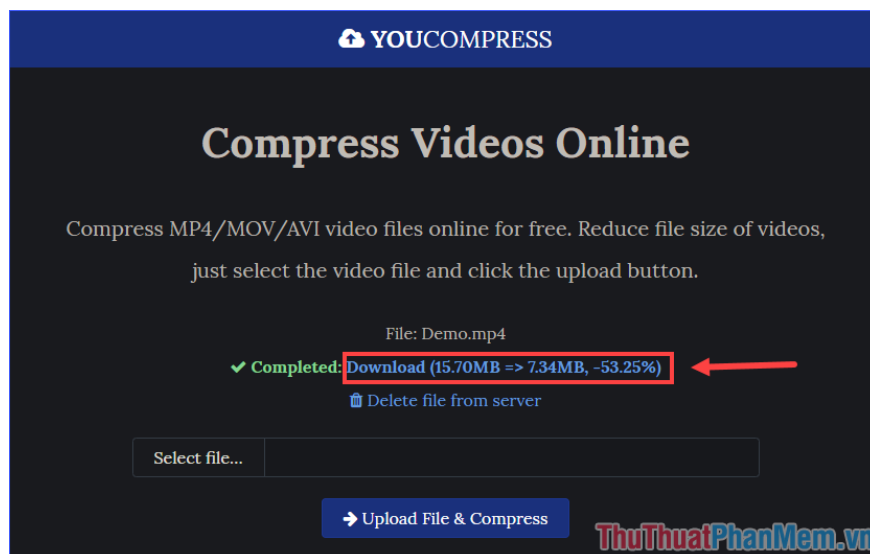 YOUCOMPRESS
Compress Videos Online
Compress MP4/MOV/AVI video files online for free. Reduce file size of videos,
just select the video file and click the upload button.
File: Demo.mp4
Completed: Download (15.70MB => 7.34MB, -53.25%)
Delete file from server
Select file...
Upload File & Compress
ThuThuatPhanMem.vn